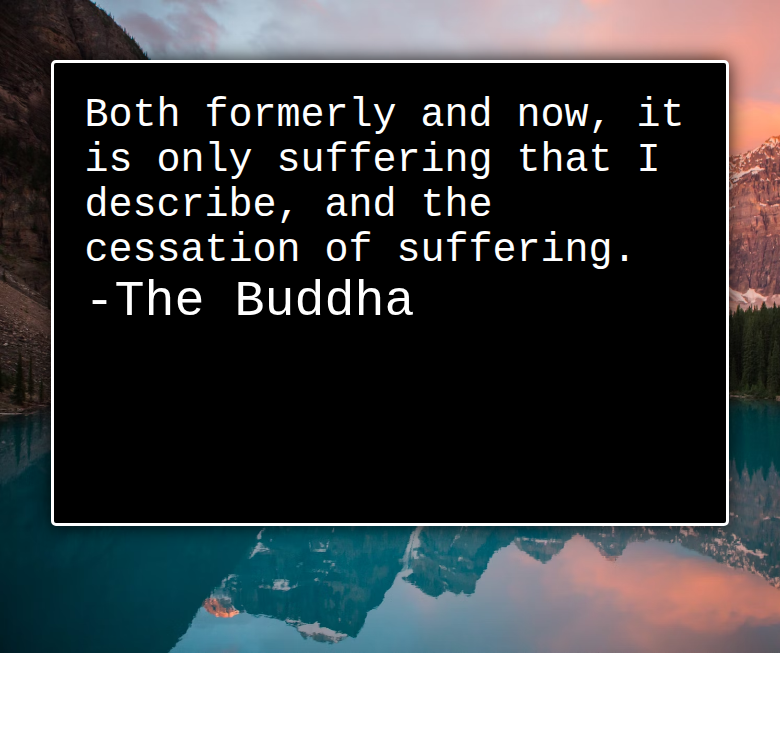 Both formerly and now, it
is only suffering that I
describe, and the
cessation of suffering.
-The Buddha